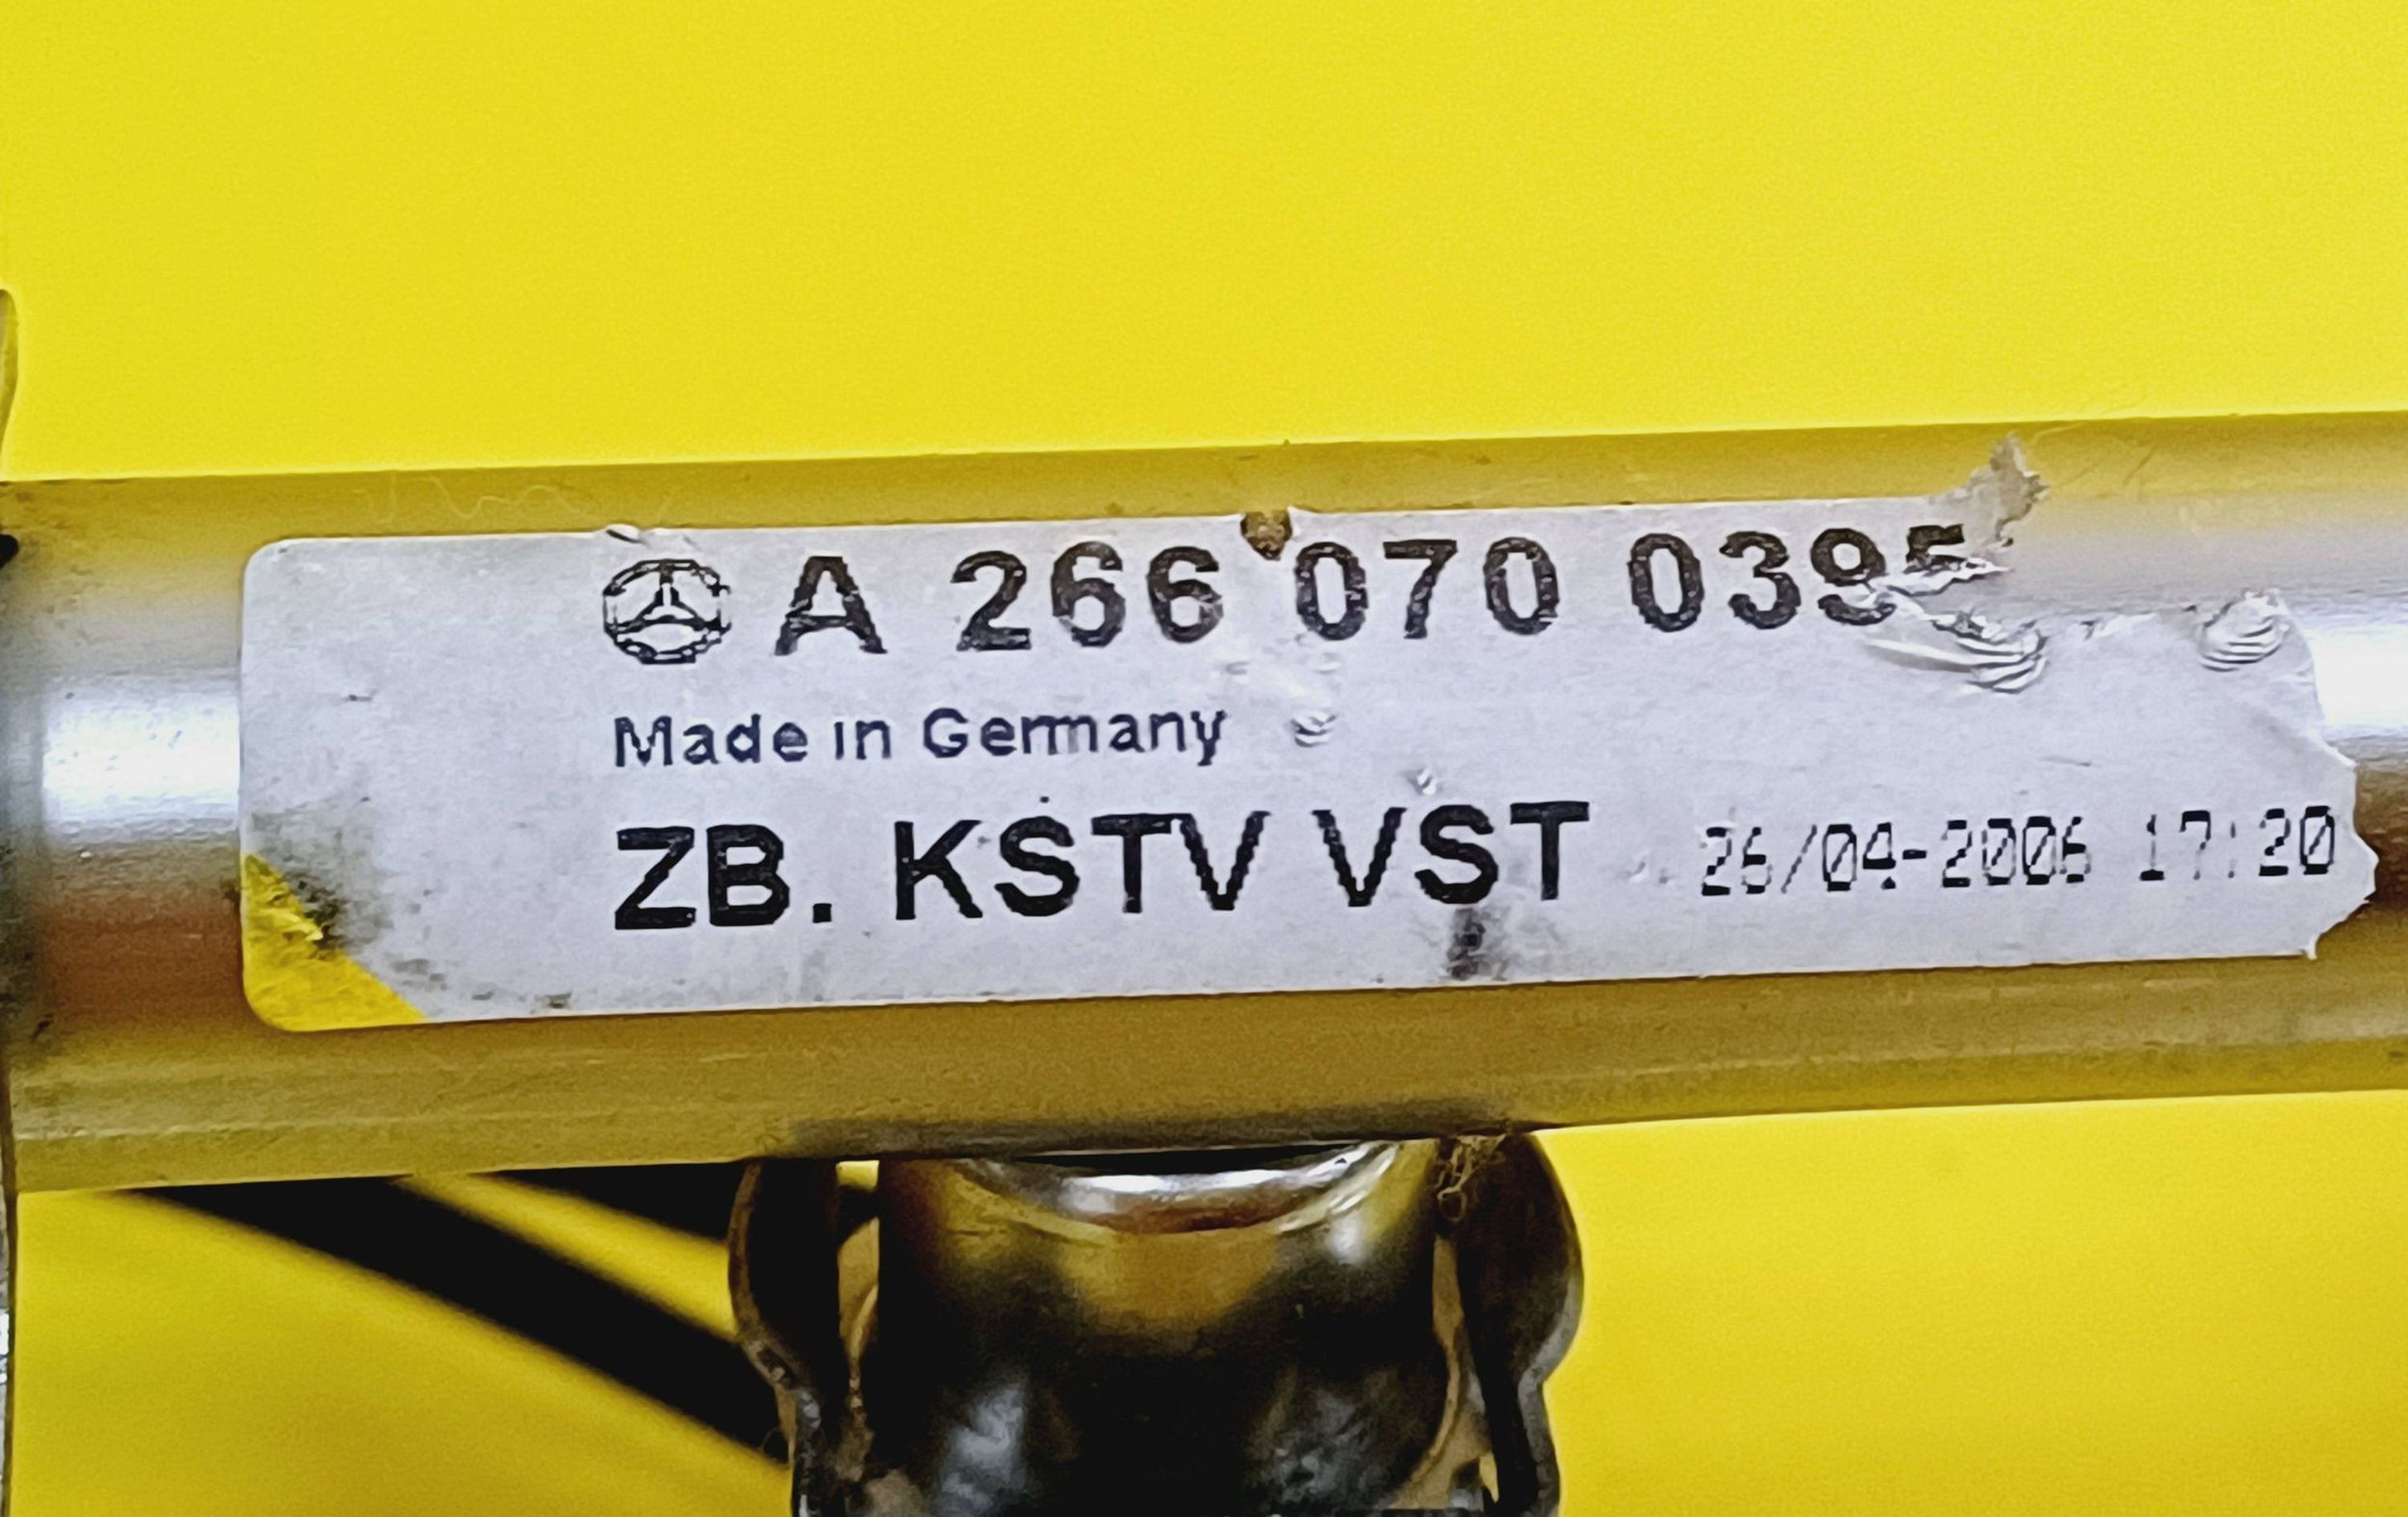 A 266 070 0395
Made in Germany
ZB. KSTV VST 26/04-2006 17:20